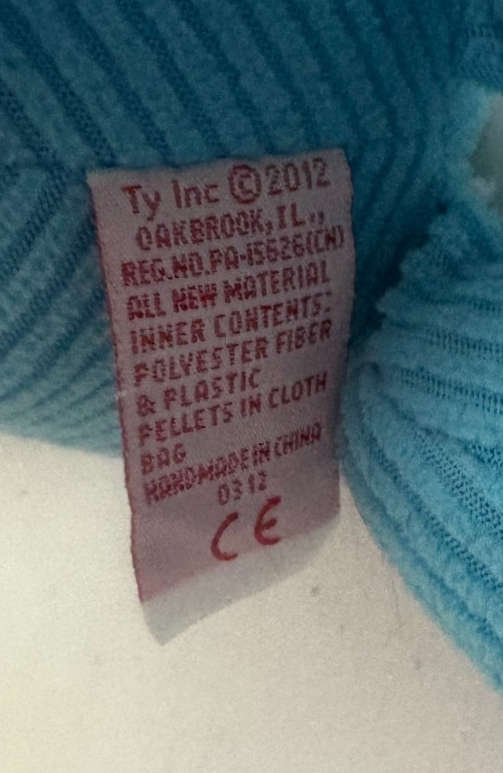 Ty Inc ©2012
OAKBROOK, IL.,
REG.NO.PA-15626(CN)
ALL NEW MATERIAL
INNER CONTENTS:
POLYESTER FIBER
& PLASTIC
PELLETS IN CLOTH
BAG
HANDMADE IN CHINA
0312
CE